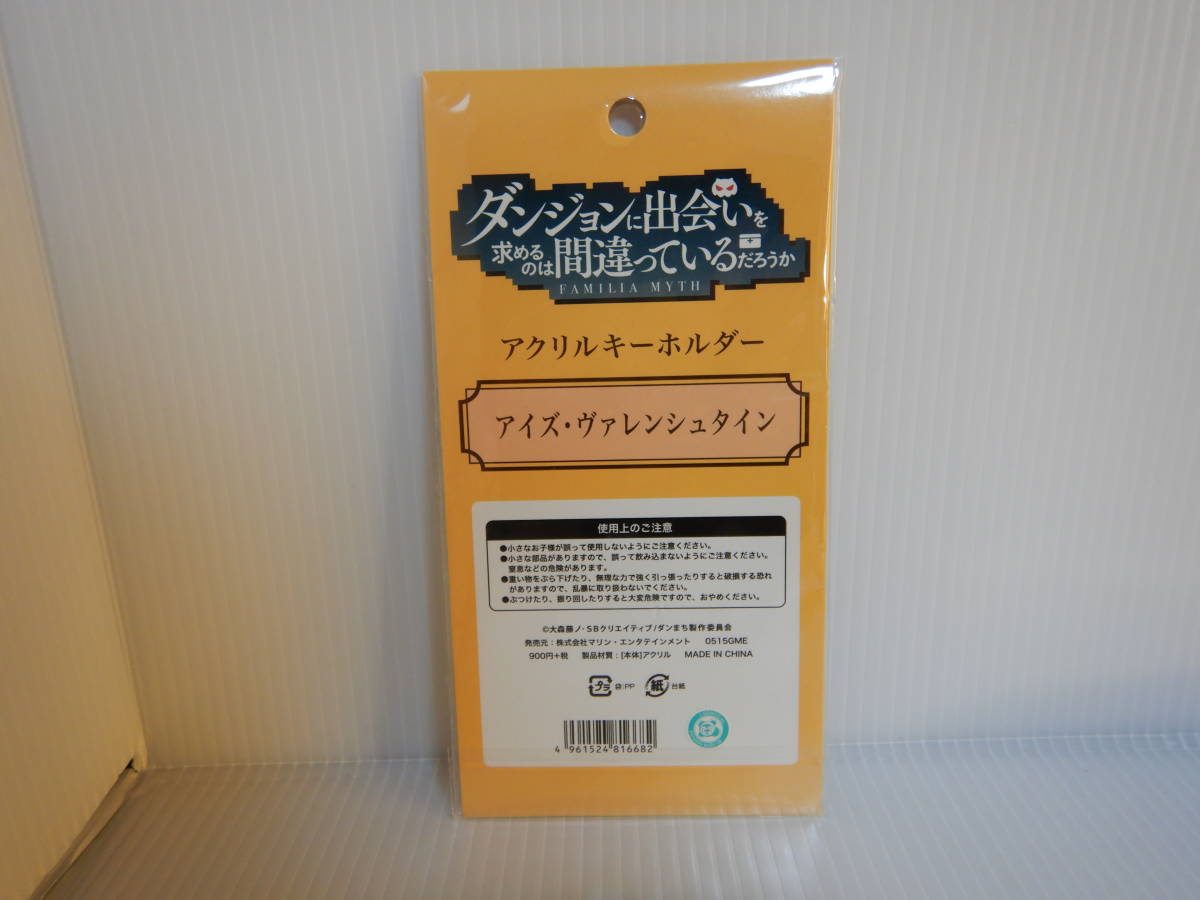 ダンジョンに出会いを
求めるのは間違っているだろうか
FAMILIA MYTH
アクリルキーホルダー
アイズ・ヴァレンシュタイン
使用上のご注意
●小さなお子様が誤って使用しないようにご注意ください。
●小さな部品がありますので、誤って飲み込まないようにご注意ください。
窒息などの危険があります。
●重い物をぶら下げたり、無理な力で強く引っ張ったりすると破損する恐れ
がありますので、乱暴に取り扱わないでください。
●ぶつけたり、振り回したりすると大変危険ですので、おやめください。
©大森藤ノ・SBクリエイティブ/ダンまち製作委員会
発売元：株式会社マリン・エンタテインメント 0515GME
900円+税 製品材質：[本体]アクリル MADE IN CHINA
プラ 袋:PP 紙 台紙
4 961524 816682